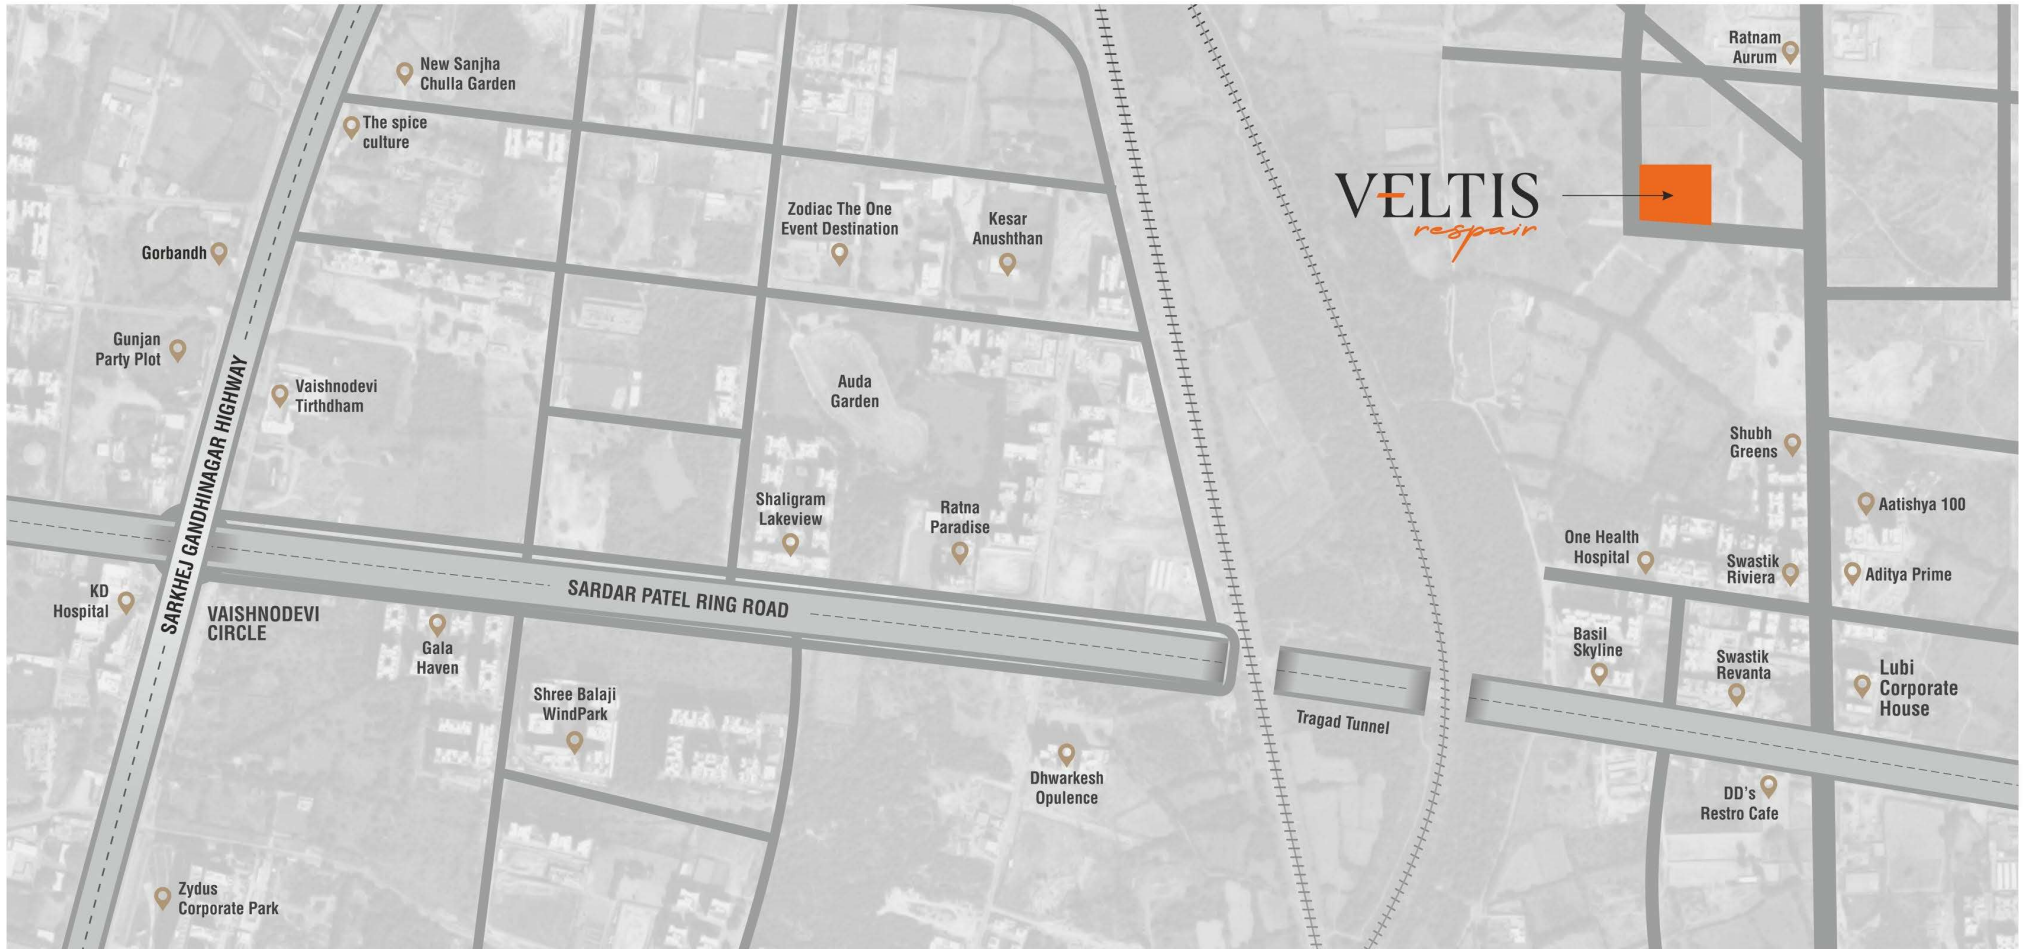 New Sanjha
Chulla Garden
The spice
culture
Gorbandh
Gunjan
Party Plot
Vaishnodevi
Tirthdham
SARKHEJ GANDHINAGAR HIGHWAY
KD
Hospital
VAISHNODEVI
CIRCLE
Zydus
Corporate Park
Zodiac The One
Event Destination
Kesar
Anushthan
Auda
Garden
Shaligram
Lakeview
Ratna
Paradise
SARDAR PATEL RING ROAD
Gala
Haven
Shree Balaji
WindPark
Dhwarkesh
Opulence
Tragad Tunnel
VELTIS
respair
Ratnam
Aurum
Shubh
Greens
Aatishya 100
One Health
Hospital
Swastik
Riviera
Aditya Prime
Basil
Skyline
Swastik
Revanta
Lubi
Corporate
House
DD's
Restro Cafe